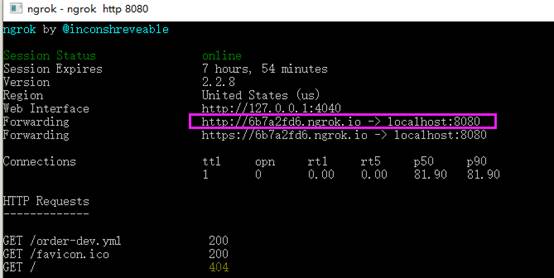 ngrok - ngrok http 8080
ngrok by @inconshreveable
Session Status online
Session Expires 7 hours, 54 minutes
Version 2.2.8
Region United States (us)
Web Interface http://127.0.0.1:4040
Forwarding http://6b7a2fd6.ngrok.io -> localhost:8080
Forwarding https://6b7a2fd6.ngrok.io -> localhost:8080
Connections ttl opn rt1 rt5 p50 p90
1 0 0.00 0.00 81.90 81.90
HTTP Requests
-------------
GET /order-dev.yml 200
GET /favicon.ico 200
GET / 404